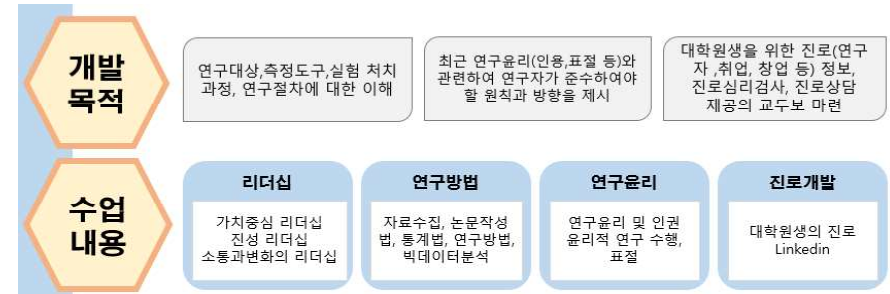 개발
목적
연구대상,측정도구,실험 처치
과정, 연구절차에 대한 이해
최근 연구윤리(인용,표절 등)와
관련하여 연구자가 준수하여야
할 원칙과 방향을 제시
대학원생을 위한 진로(연구
자 ,취업, 창업 등) 정보,
진로심리검사, 진로상담
제공의 교두보 마련
수업
내용
리더십
가치중심 리더십
진성 리더십
소통과변화의 리더십
연구방법
자료수집, 논문작성
법, 통계법, 연구방법,
빅데이터분석
연구윤리
연구윤리 및 인권
윤리적 연구 수행,
표절
진로개발
대학원생의 진로
Linkedin